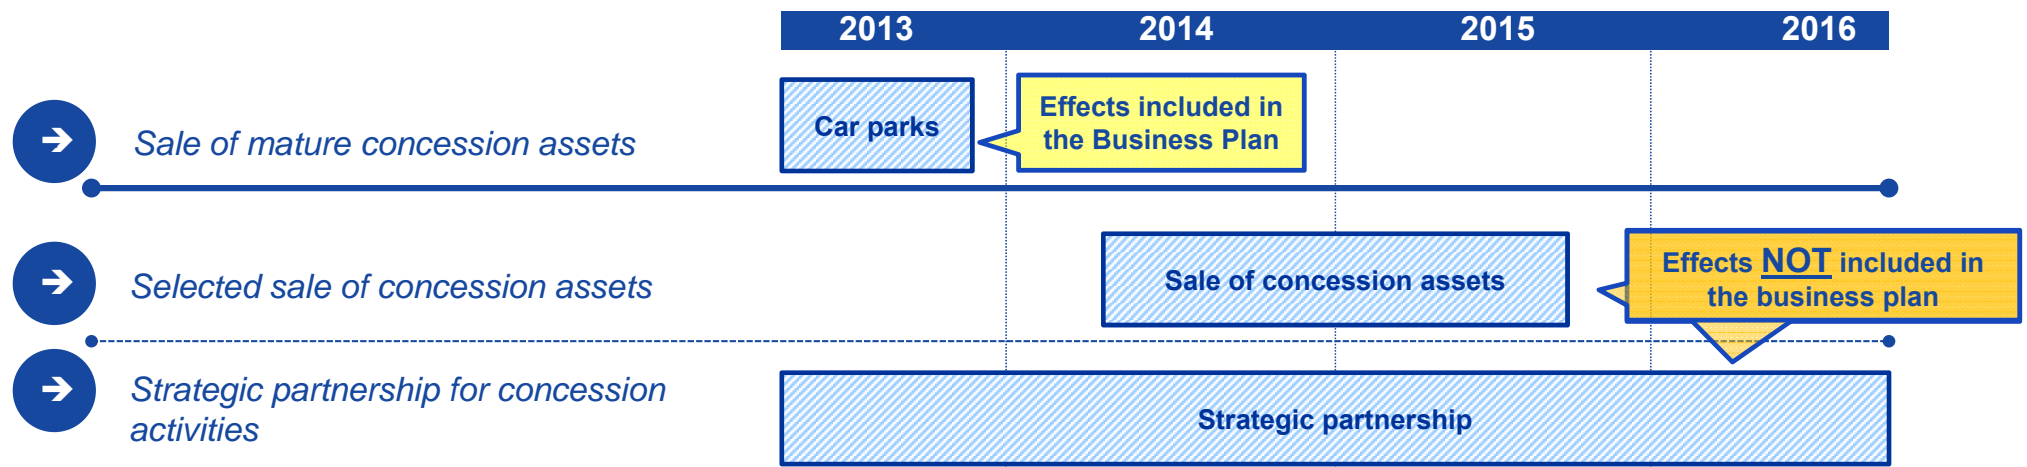 2013 2014 2015 2016
Sale of mature concession assets
Car parks
Effects included in
the Business Plan
Selected sale of concession assets
Sale of concession assets
Effects NOT included in
the business plan
Strategic partnership for concession
activities
Strategic partnership